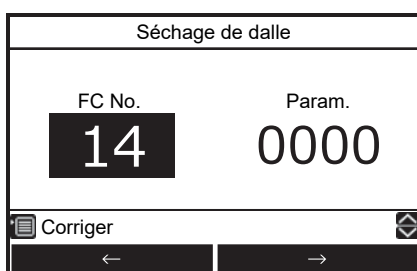 Séchage de dalle
FC No. Param.
14 0000
Corriger
← →